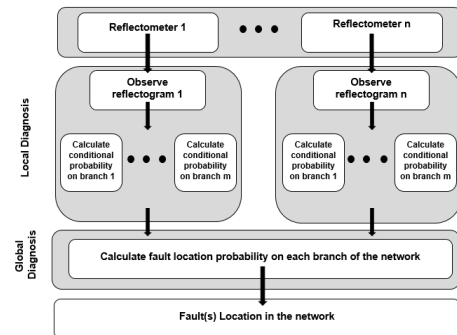 Reflectometer 1
Reflectometer n
Observe
reflectogram 1
Observe
reflectogram n
Local Diagnosis
Calculate
conditional
probability
on branch 1
Calculate
conditional
probability
on branch m
Calculate
conditional
probability
on branch 1
Calculate
conditional
probability
on branch m
Global
Diagnosis
Calculate fault location probability on each branch of the network
Fault(s) Location in the network